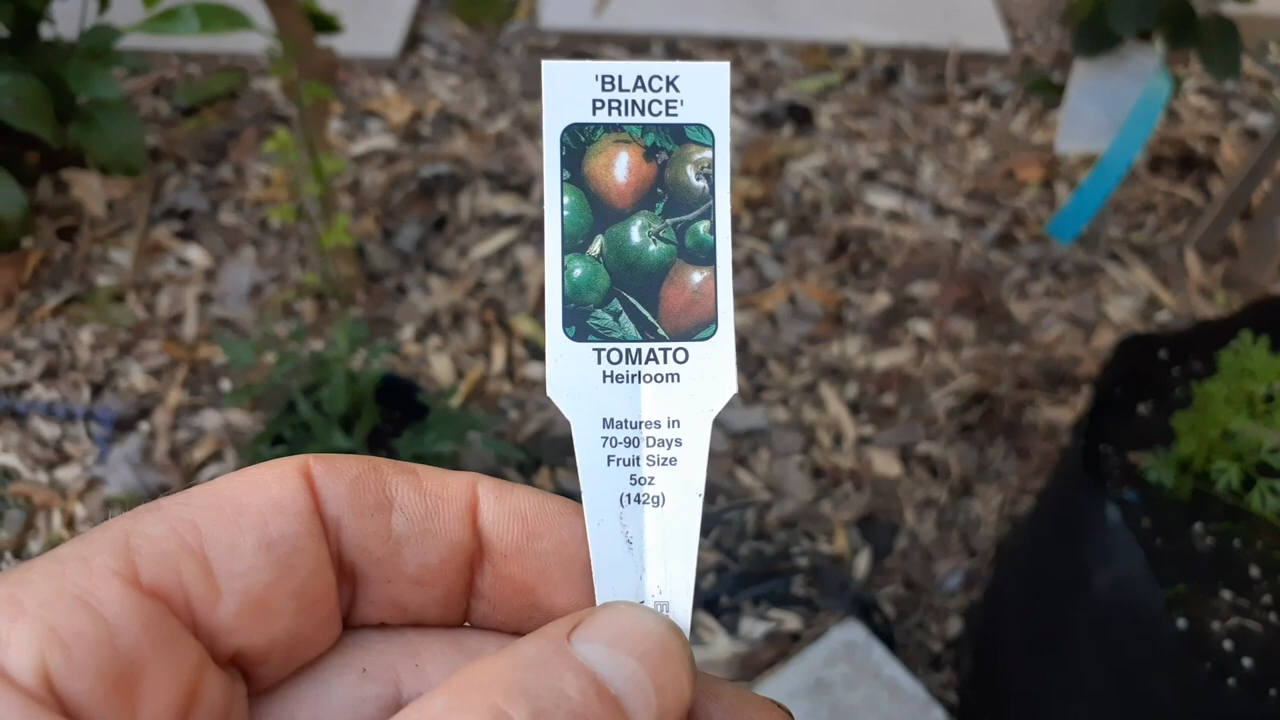 'BLACK
PRINCE'
TOMATO
Heirloom
Matures in
70-90 Days
Fruit Size
5oz
(142g)